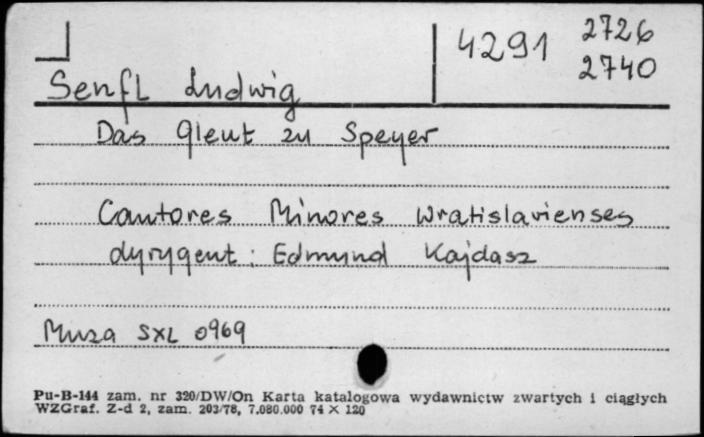 4291 2726
2740
Senfl Ludwig
Das Gleut zu Speyer
Cantores Minores Wratislavienses
dyrygent: Edmund Kajdasz
Muza SXL 0969
Pu-B-144 zam. nr 320/DW/On Karta katalogowa wydawnictw zwartych i ciągłych
WZGraf. Z-d 2, zam. 203/78, 7.080.000 74 × 120